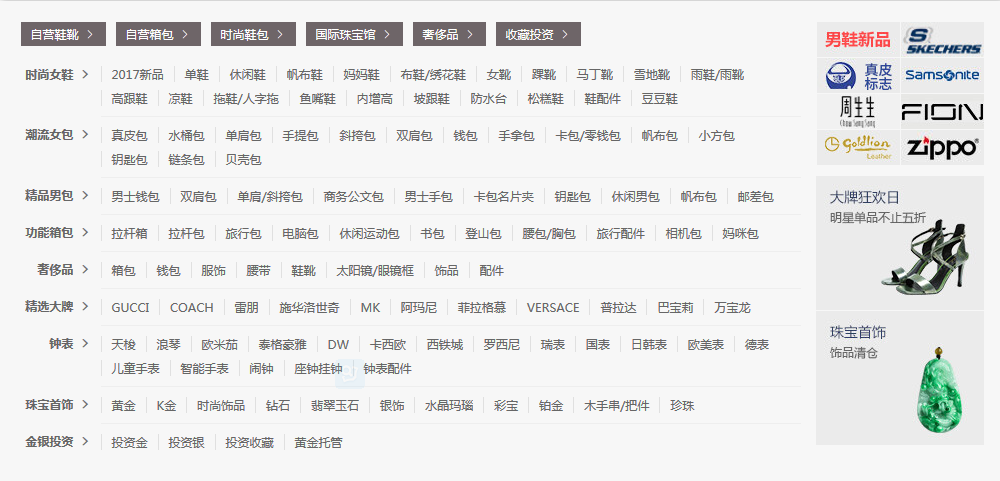 自营鞋靴 > 自营箱包 > 时尚鞋包 > 国际珠宝馆 > 奢侈品 > 收藏投资 >
时尚女鞋 > 2017新品 单鞋 休闲鞋 帆布鞋 妈妈鞋 布鞋/绣花鞋 女靴 踝靴 马丁靴 雪地靴 雨鞋/雨靴
高跟鞋 凉鞋 拖鞋/人字拖 鱼嘴鞋 内增高 坡跟鞋 防水台 松糕鞋 鞋配件 豆豆鞋
潮流女包 > 真皮包 水桶包 单肩包 手提包 斜挎包 双肩包 钱包 手拿包 卡包/零钱包 帆布包 小方包
钥匙包 链条包 贝壳包
精品男包 > 男士钱包 双肩包 单肩/斜挎包 商务公文包 男士手包 卡包名片夹 钥匙包 休闲男包 帆布包 邮差包
功能箱包 > 拉杆箱 拉杆包 旅行包 电脑包 休闲运动包 书包 登山包 腰包/胸包 旅行配件 相机包 妈咪包
奢侈品 > 箱包 钱包 服饰 腰带 鞋靴 太阳镜/眼镜框 饰品 配件
精选大牌 > GUCCI COACH 雷朋 施华洛世奇 MK 阿玛尼 菲拉格慕 VERSACE 普拉达 巴宝莉 万宝龙
钟表 > 天梭 浪琴 欧米茄 泰格豪雅 DW 卡西欧 西铁城 罗西尼 瑞表 国表 日韩表 欧美表 德表
儿童手表 智能手表 闹钟 座钟挂钟 钟表配件
珠宝首饰 > 黄金 K金 时尚饰品 钻石 翡翠玉石 银饰 水晶玛瑙 彩宝 铂金 木手串/把件 珍珠
金银投资 > 投资金 投资银 投资收藏 黄金托管
男鞋新品 SKECHERS
真皮标志 Samsonite
周生生 Chow Sang Sang FION
Goldlion Leather zippo
大牌狂欢日
明星单品不止五折
珠宝首饰
饰品清仓